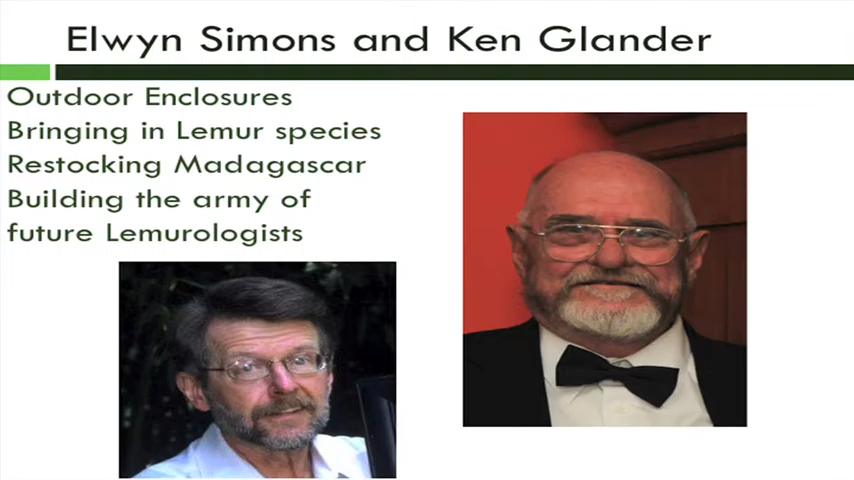 Elwyn Simons and Ken Glander
Outdoor Enclosures
Bringing in Lemur species
Restocking Madagascar
Building the army of
future Lemurologists